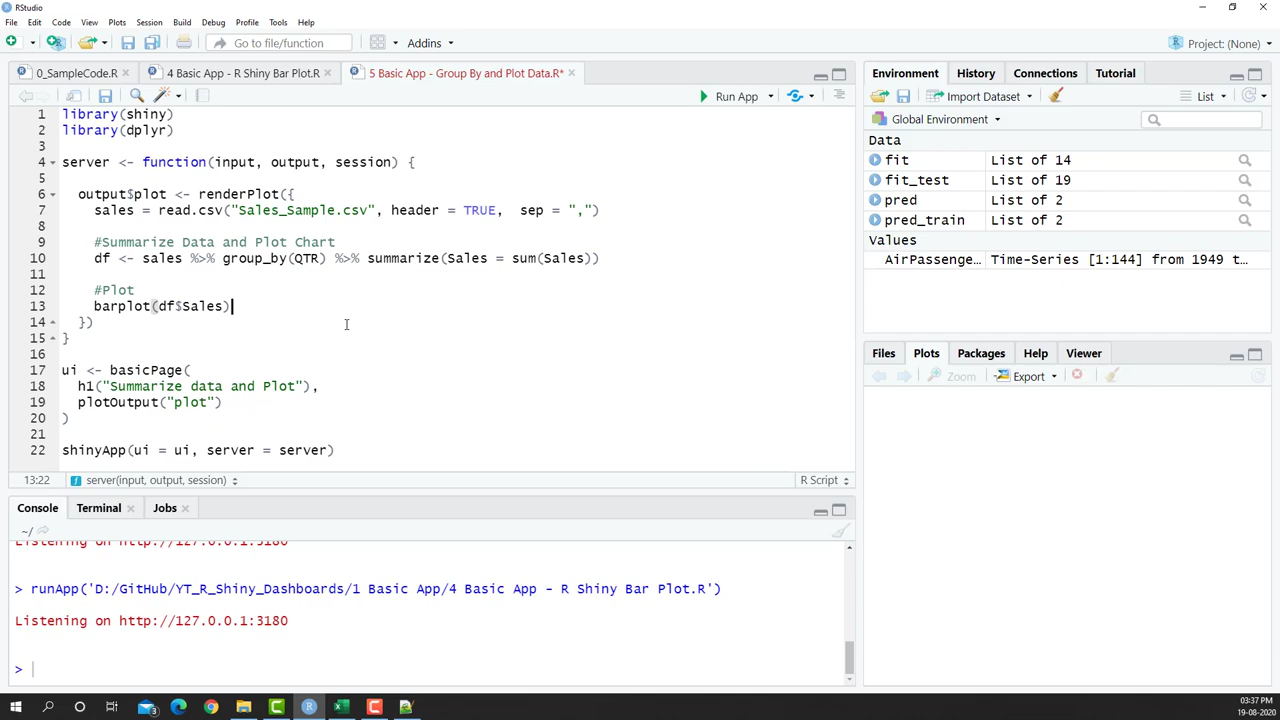 RStudio
File Edit Code View Plots Session Build Debug Profile Tools Help
Go to file/function Addins Project: (None)
0_SampleCode.R 4 Basic App - R Shiny Bar Plot.R 5 Basic App - Group By and Plot Data.R*
Run App
1 library(shiny)
2 library(dplyr)
3
4 server <- function(input, output, session) {
5
6 output$plot <- renderPlot({
7 sales = read.csv("Sales_Sample.csv", header = TRUE, sep = ",")
8
9 #Summarize Data and Plot Chart
10 df <- sales %>% group_by(QTR) %>% summarize(Sales = sum(Sales))
11
12 #Plot
13 barplot(df$Sales)
14 })
15 }
16
17 ui <- basicPage(
18 h1("Summarize data and Plot"),
19 plotOutput("plot")
20 )
21
22 shinyApp(ui = ui, server = server)
13:22 server(input, output, session) R Script
Console Terminal Jobs
~/
Listening on http://127.0.0.1:3180
> runApp('D:/GitHub/YT_R_Shiny_Dashboards/1 Basic App/4 Basic App - R Shiny Bar Plot.R')
Listening on http://127.0.0.1:3180
>
Environment History Connections Tutorial
Import Dataset List
Global Environment
Data
fit List of 14
fit_test List of 19
pred List of 2
pred_train List of 2
Values
AirPassenge… Time-Series [1:144] from 1949 t…
Files Plots Packages Help Viewer
Zoom Export
03:37 PM
19-08-2020